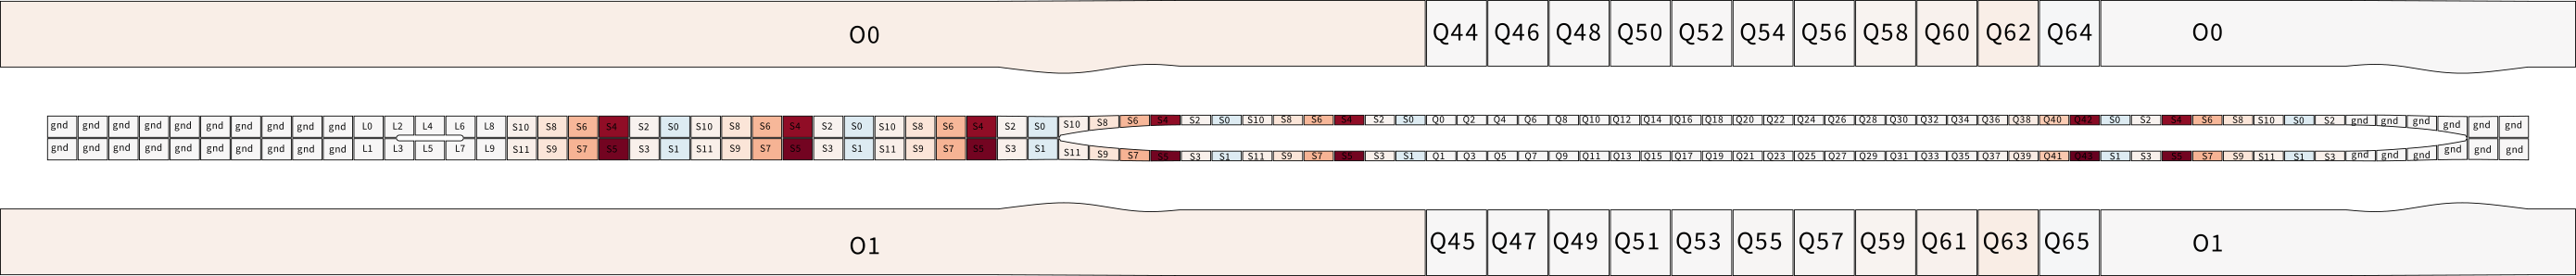 O0 Q44 Q46 Q48 Q50 Q52 Q54 Q56 Q58 Q60 Q62 Q64 O0
gnd gnd gnd gnd gnd gnd gnd gnd gnd gnd L0 L2 L4 L6 L8 S10 S8 S6 S4 S2 S0 S10 S8 S6 S4 S2 S0 S10 S8 S6 S4 S2 S0 S10 S8 S6 S4 S2 S0 S10 S8 S6 S4 S2 S0 Q0 Q2 Q4 Q6 Q8 Q10 Q12 Q14 Q16 Q18 Q20 Q22 Q24 Q26 Q28 Q30 Q32 Q34 Q36 Q38 Q40 Q42 S0 S2 S4 S6 S8 S10 S0 S2 gnd gnd gnd gnd gnd gnd
gnd gnd gnd gnd gnd gnd gnd gnd gnd gnd L1 L3 L5 L7 L9 S11 S9 S7 S5 S3 S1 S11 S9 S7 S5 S3 S1 S11 S9 S7 S5 S3 S1 S11 S9 S7 S5 S3 S1 S11 S9 S7 S5 S3 S1 Q1 Q3 Q5 Q7 Q9 Q11 Q13 Q15 Q17 Q19 Q21 Q23 Q25 Q27 Q29 Q31 Q33 Q35 Q37 Q39 Q41 Q43 S1 S3 S5 S7 S9 S11 S1 S3 gnd gnd gnd gnd gnd gnd
O1 Q45 Q47 Q49 Q51 Q53 Q55 Q57 Q59 Q61 Q63 Q65 O1